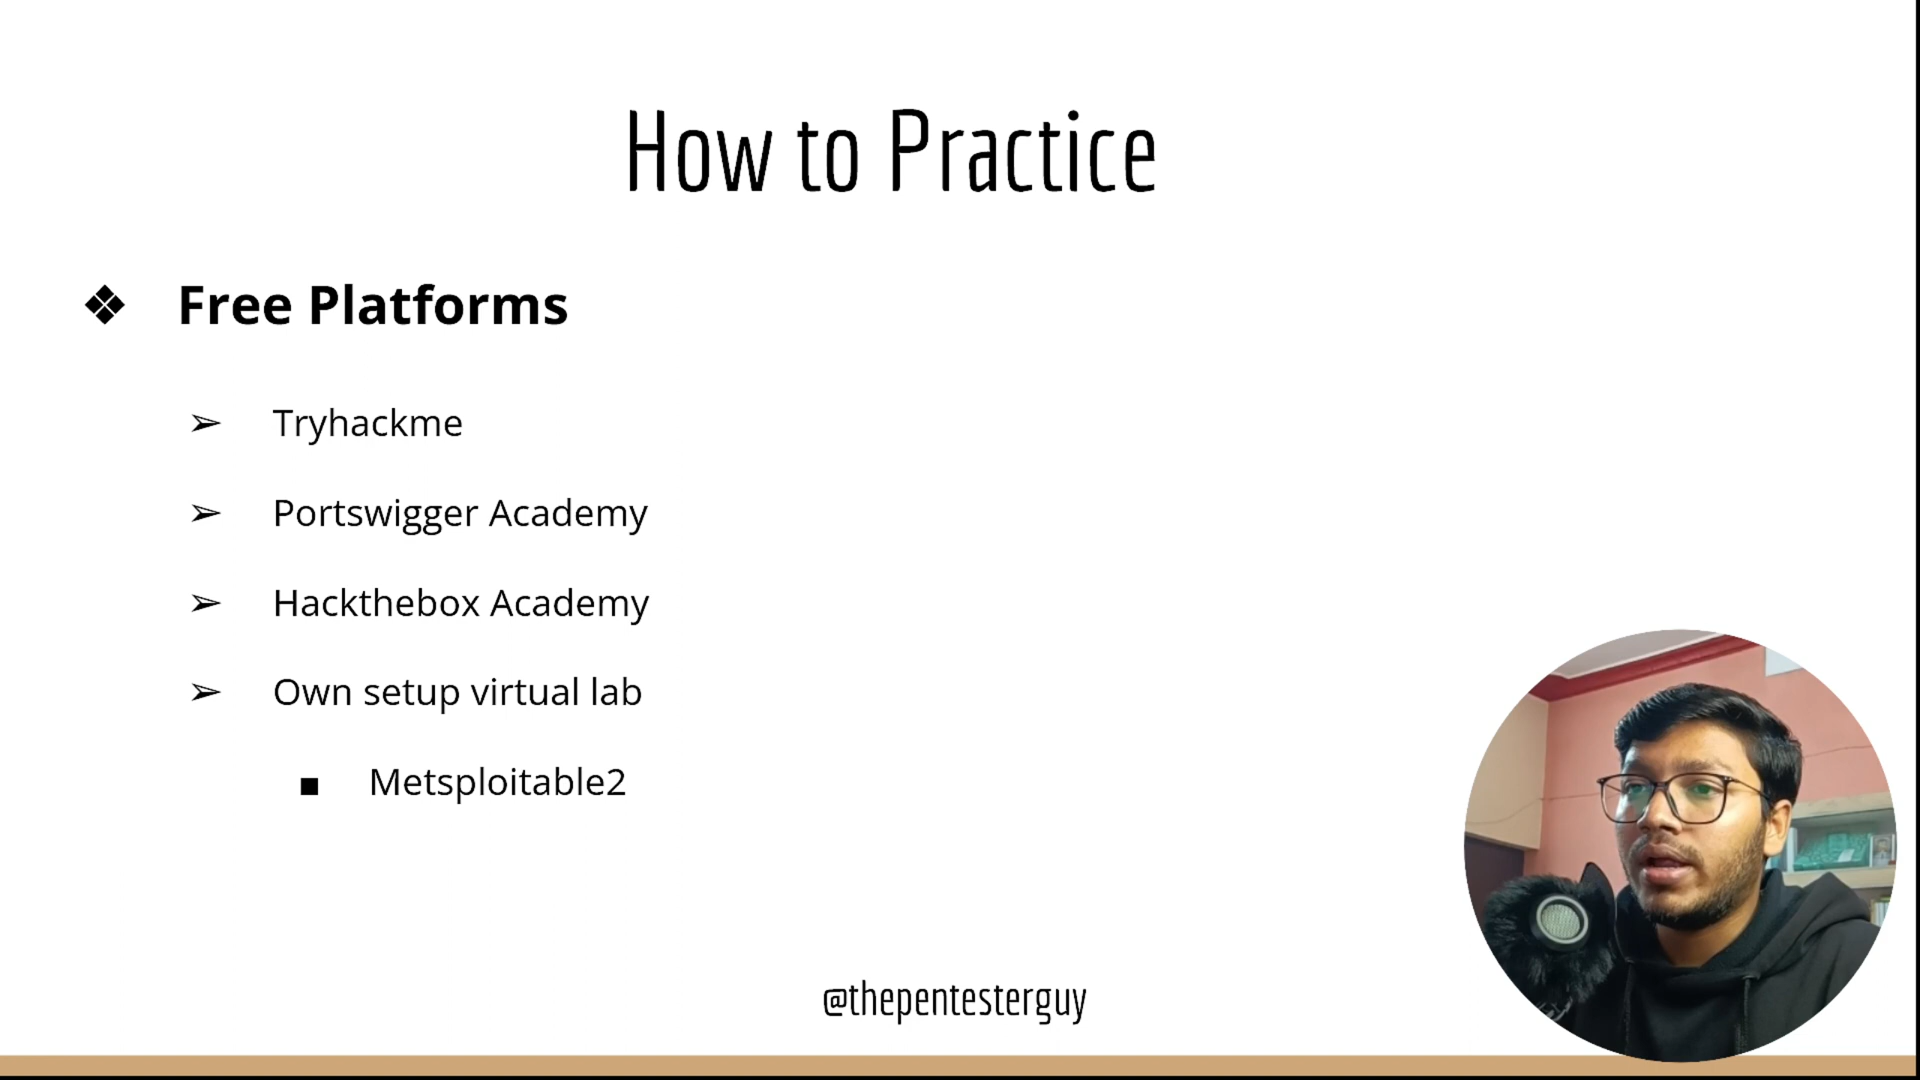 How to Practice
❖ Free Platforms
➢ Tryhackme
➢ Portswigger Academy
➢ Hackthebox Academy
➢ Own setup virtual lab
■ Metsploitable2
@thepentesterguy